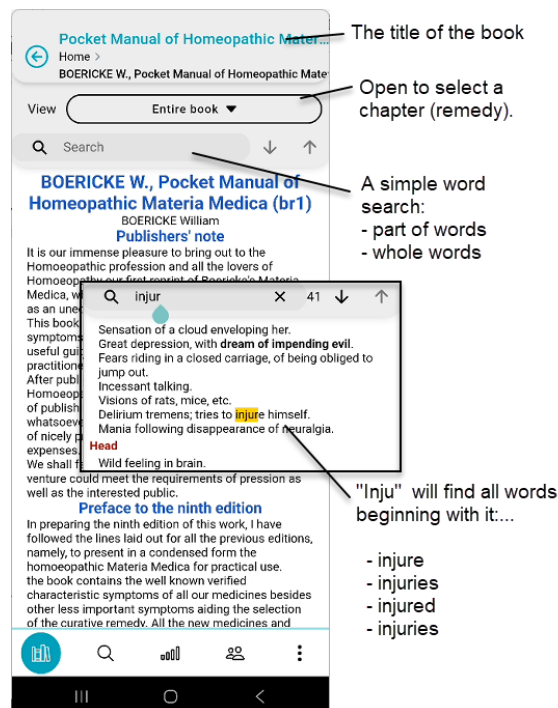 Pocket Manual of Homeopathic Mater...
Home >
BOERICKE W., Pocket Manual of Homeopathic Mate
View Entire book
Search
BOERICKE W., Pocket Manual of
Homeopathic Materia Medica (br1)
BOERICKE William
Publishers' note
It is our immense pleasure to bring out to the
Homoeopathic profession and all the lovers of
Homoeopathy our first reprint of Boericke's Materia
Medica, wi
as an uneq
This book
symptoms
useful guid
practitione
After publi
Homoeopa
of publish
whatsoeve
of nicely p
expenses.
We shall f
venture could meet the requirements of pression as
well as the interested public.
Preface to the ninth edition
In preparing the ninth edition of this work, I have
followed the lines laid out for all the previous editions,
namely, to present in a condensed form the
homoeopathic Materia Medica for practical use.
the book contains the well known verified
characteristic symptoms of all our medicines besides
other less important symptoms aiding the selection
of the curative remedy. All the new medicines and
injur 41
Sensation of a cloud enveloping her.
Great depression, with dream of impending evil.
Fears riding in a closed carriage, of being obliged to
jump out.
Incessant talking.
Visions of rats, mice, etc.
Delirium tremens; tries to injure himself.
Mania following disappearance of neuralgia.
Head
Wild feeling in brain.
The title of the book
Open to select a
chapter (remedy).
A simple word
search:
- part of words
- whole words
"Inju" will find all words
beginning with it:...
- injure
- injuries
- injured
- injuries